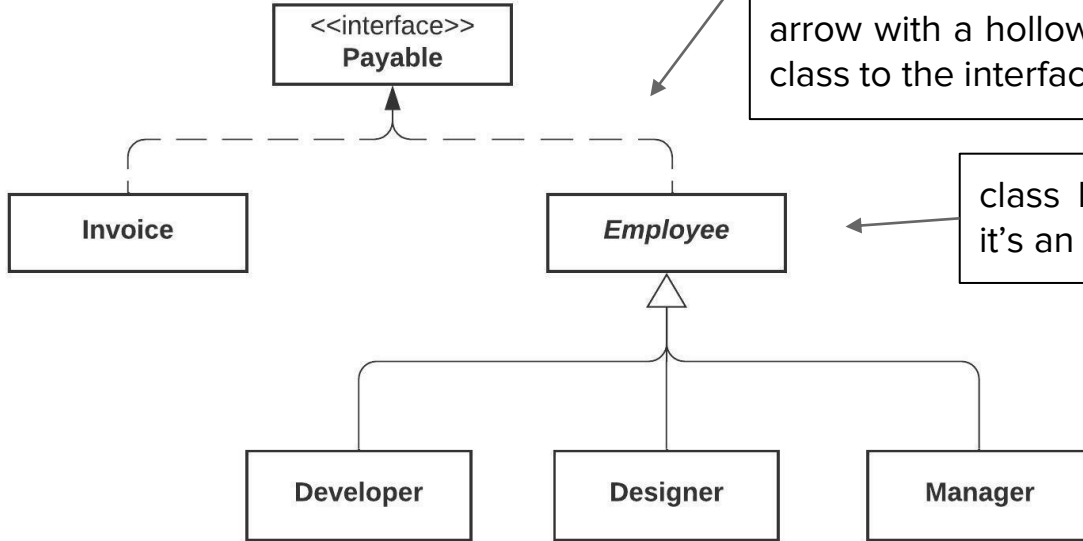 <<interface>>
Payable
arrow with a hollow
class to the interfac
Invoice
Employee
class
it's an
Developer
Designer
Manager